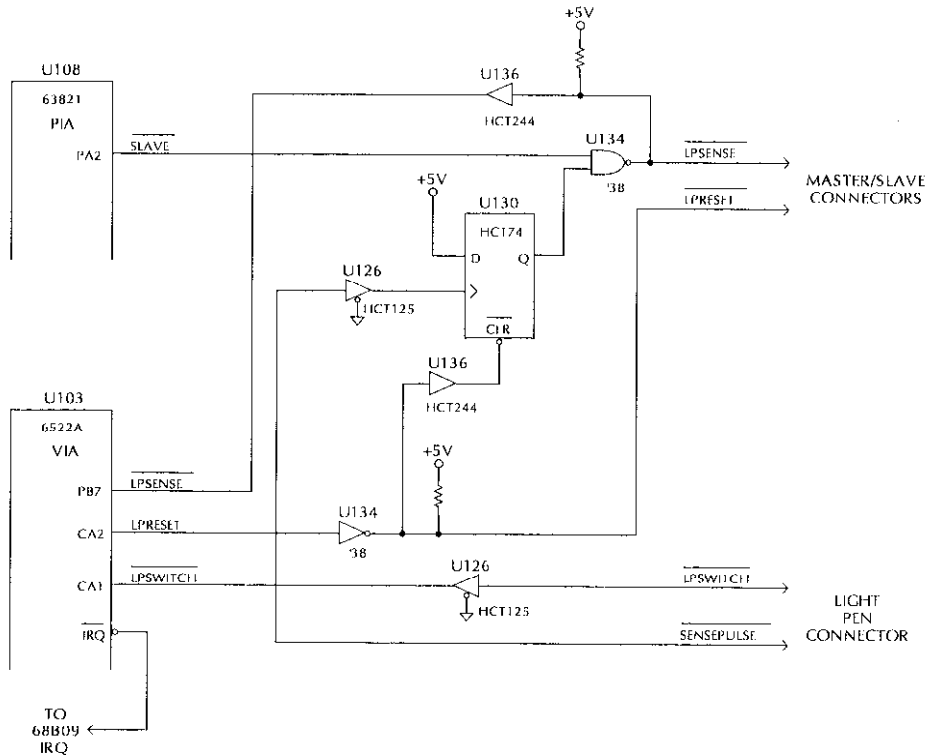 +5V
U108
U136
63821
PIA
HCT244
U134
SLAVE
PA2
LPSENSE
'38
MASTER/SLAVE
CONNECTORS
+5V
U130
LPRESET
HCT74
D
Q
U126
HCT125
CLR
U136
HCT244
U103
6522A
VIA
+5V
LPSENSE
PB7
U134
LPRESET
CA2
'38
U126
LPSWITCH
CA1
LPSWITCH
HCT125
LIGHT
PEN
CONNECTOR
IRQ
SENSEPULSE
TO
68B09
IRQ